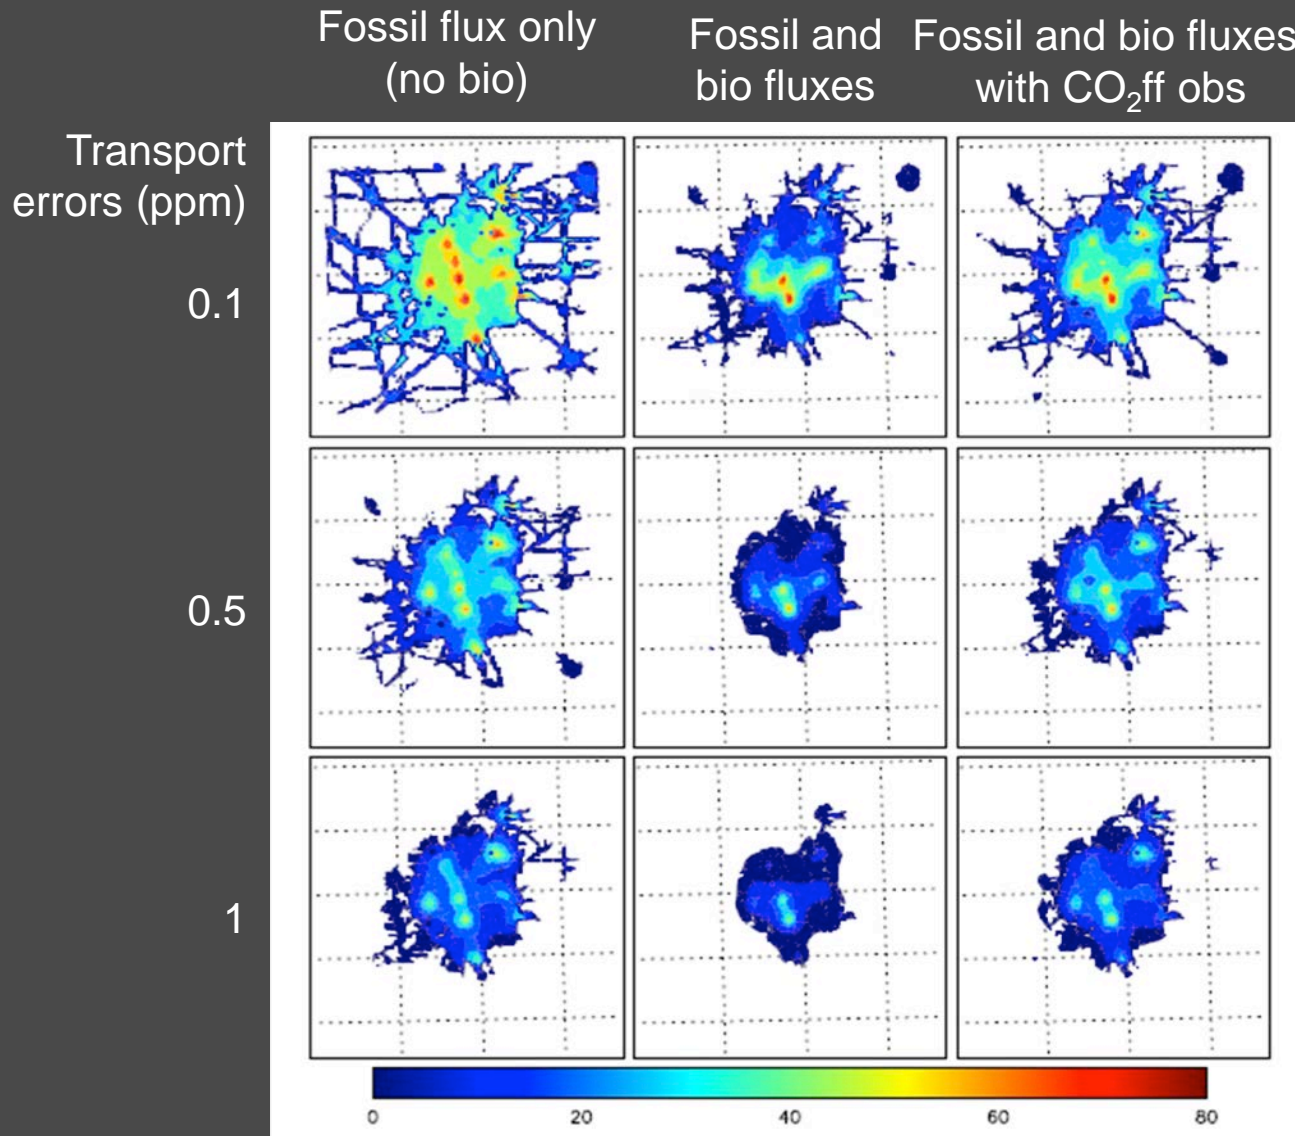 Fossil flux only
(no bio)
Fossil and
bio fluxes
Fossil and bio fluxes
with CO₂ff obs
Transport
errors (ppm)
0.1
0.5
1
0 20 40 60 80